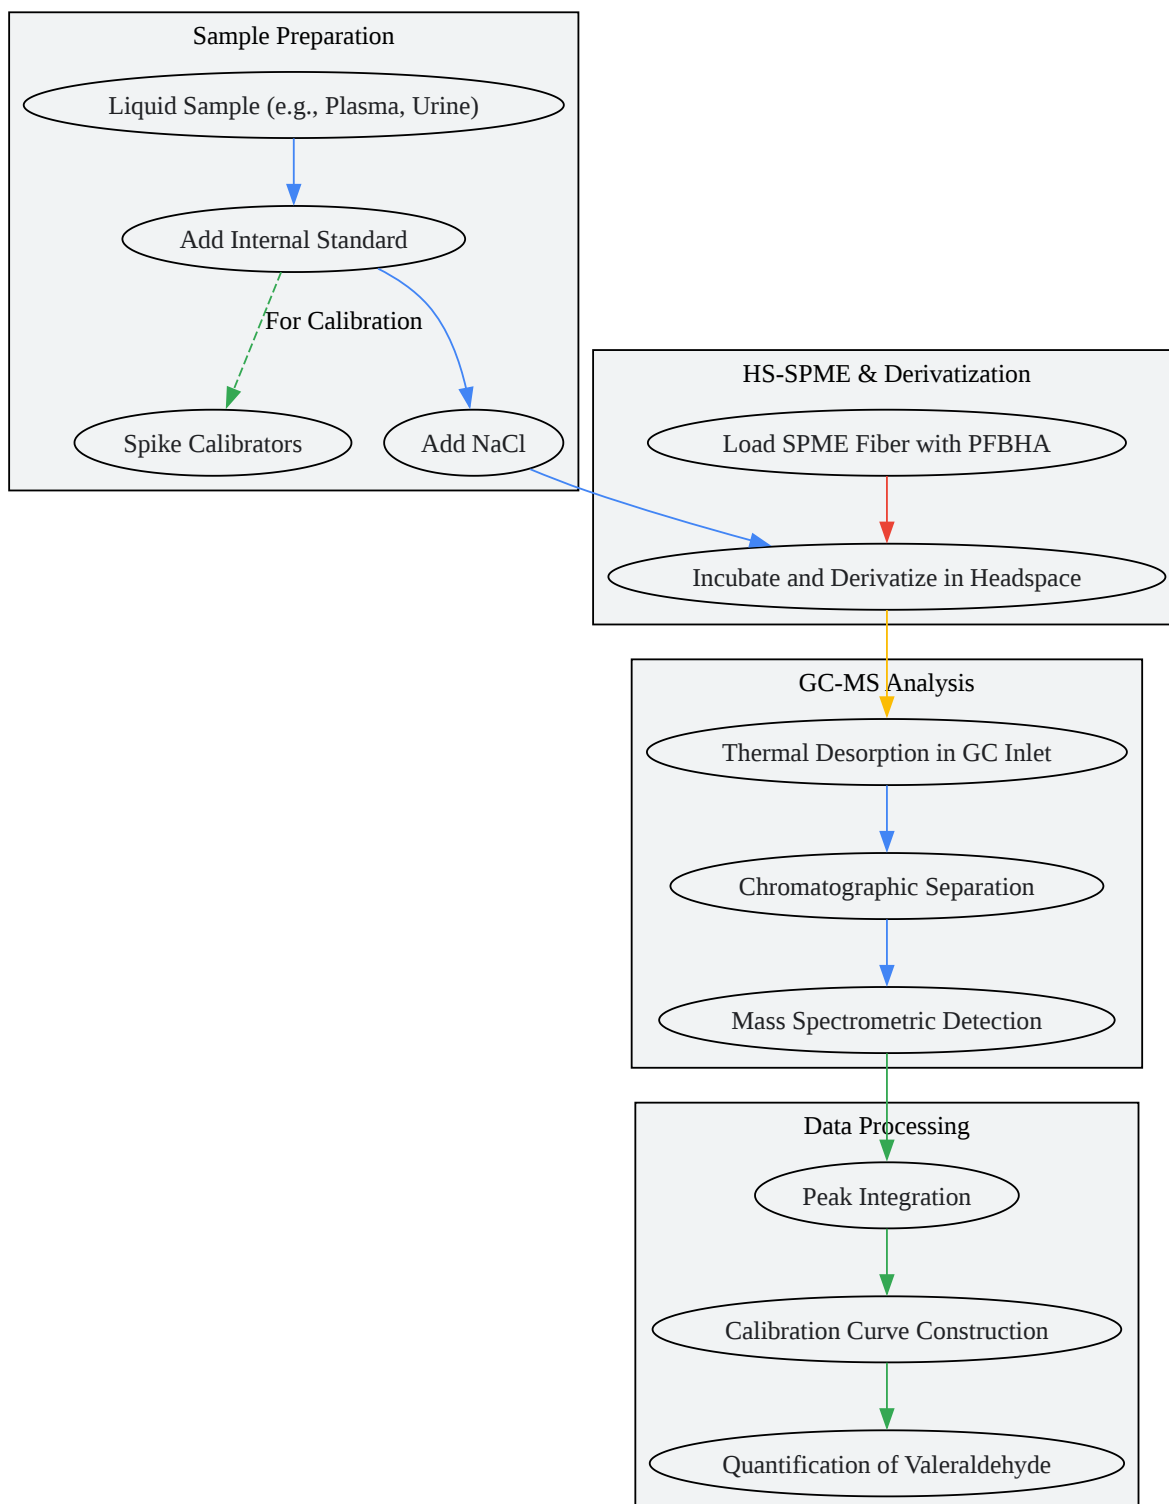 Sample Preparation
Liquid Sample (e.g., Plasma, Urine)
Add Internal Standard
For Calibration
Spike Calibrators
Add NaCl
HS-SPME & Derivatization
Load SPME Fiber with PFBHA
Incubate and Derivatize in Headspace
GC-MS Analysis
Thermal Desorption in GC Inlet
Chromatographic Separation
Mass Spectrometric Detection
Data Processing
Peak Integration
Calibration Curve Construction
Quantification of Valeraldehyde